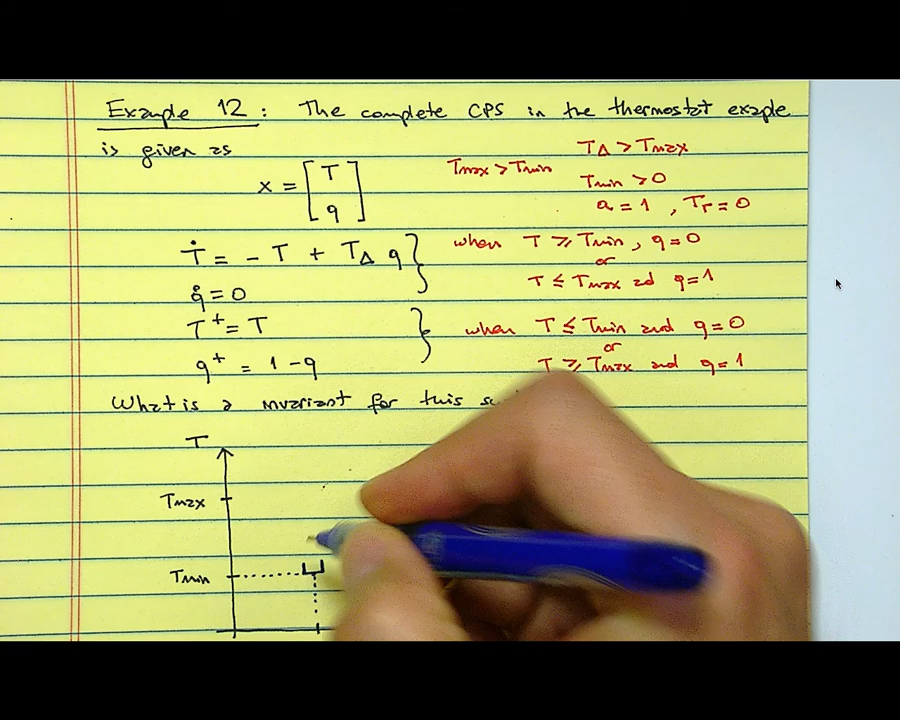 Example 12 : The complete CPS in the thermostat exaple
is given as
x = [ T q ]
Tmax > Tmin
TΔ > Tmax
Tmin > 0
a = 1 , Tr = 0
Ṫ = - T + TΔ q
q̇ = 0
when T ≥ Tmin , q = 0
or
T ≤ Tmax ad q = 1
T⁺ = T
q⁺ = 1 - q
when T ≤ Tmin and q = 0
or
T ≥ Tmax and q = 1
What is a invariant for this
T
Tmax
Tmin